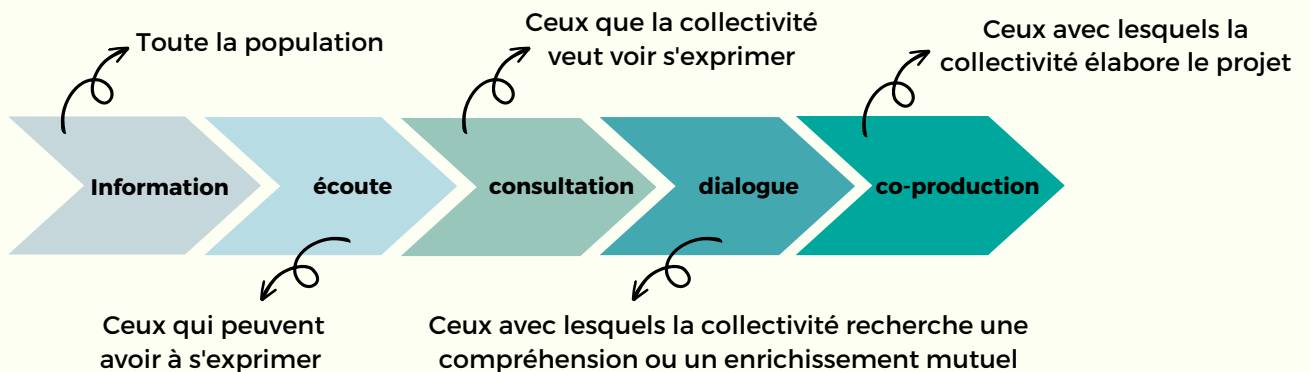 Toute la population
Ceux que la collectivité
veut voir s'exprimer
Ceux avec lesquels la
collectivité élabore le projet
Information
écoute
consultation
dialogue
co-production
Ceux qui peuvent
avoir à s'exprimer
Ceux avec lesquels la collectivité recherche une
compréhension ou un enrichissement mutuel